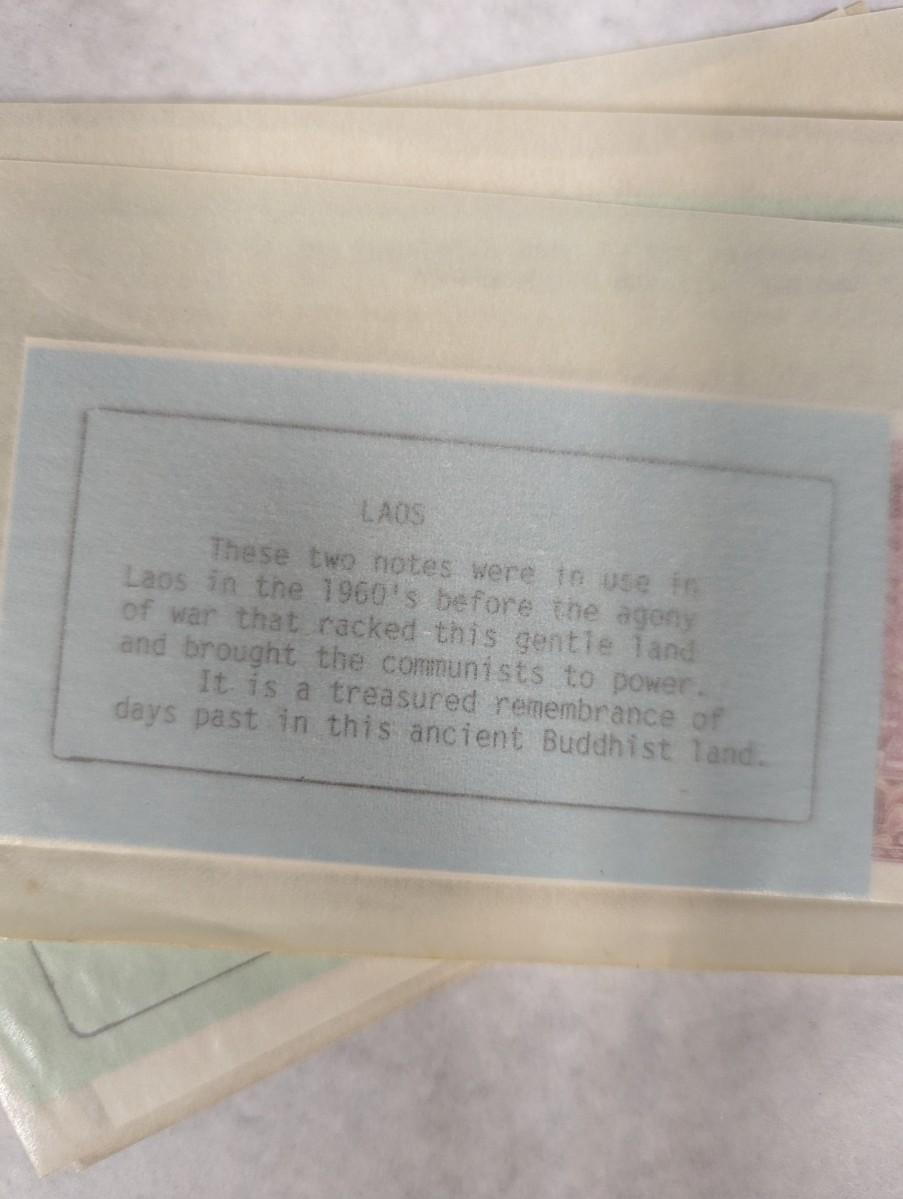 LAOS
These two notes were in use in
Laos in the 1960's before the agony
of war that racked this gentle land
and brought the communists to power.
It is a treasured remembrance of
days past in this ancient Buddhist land.